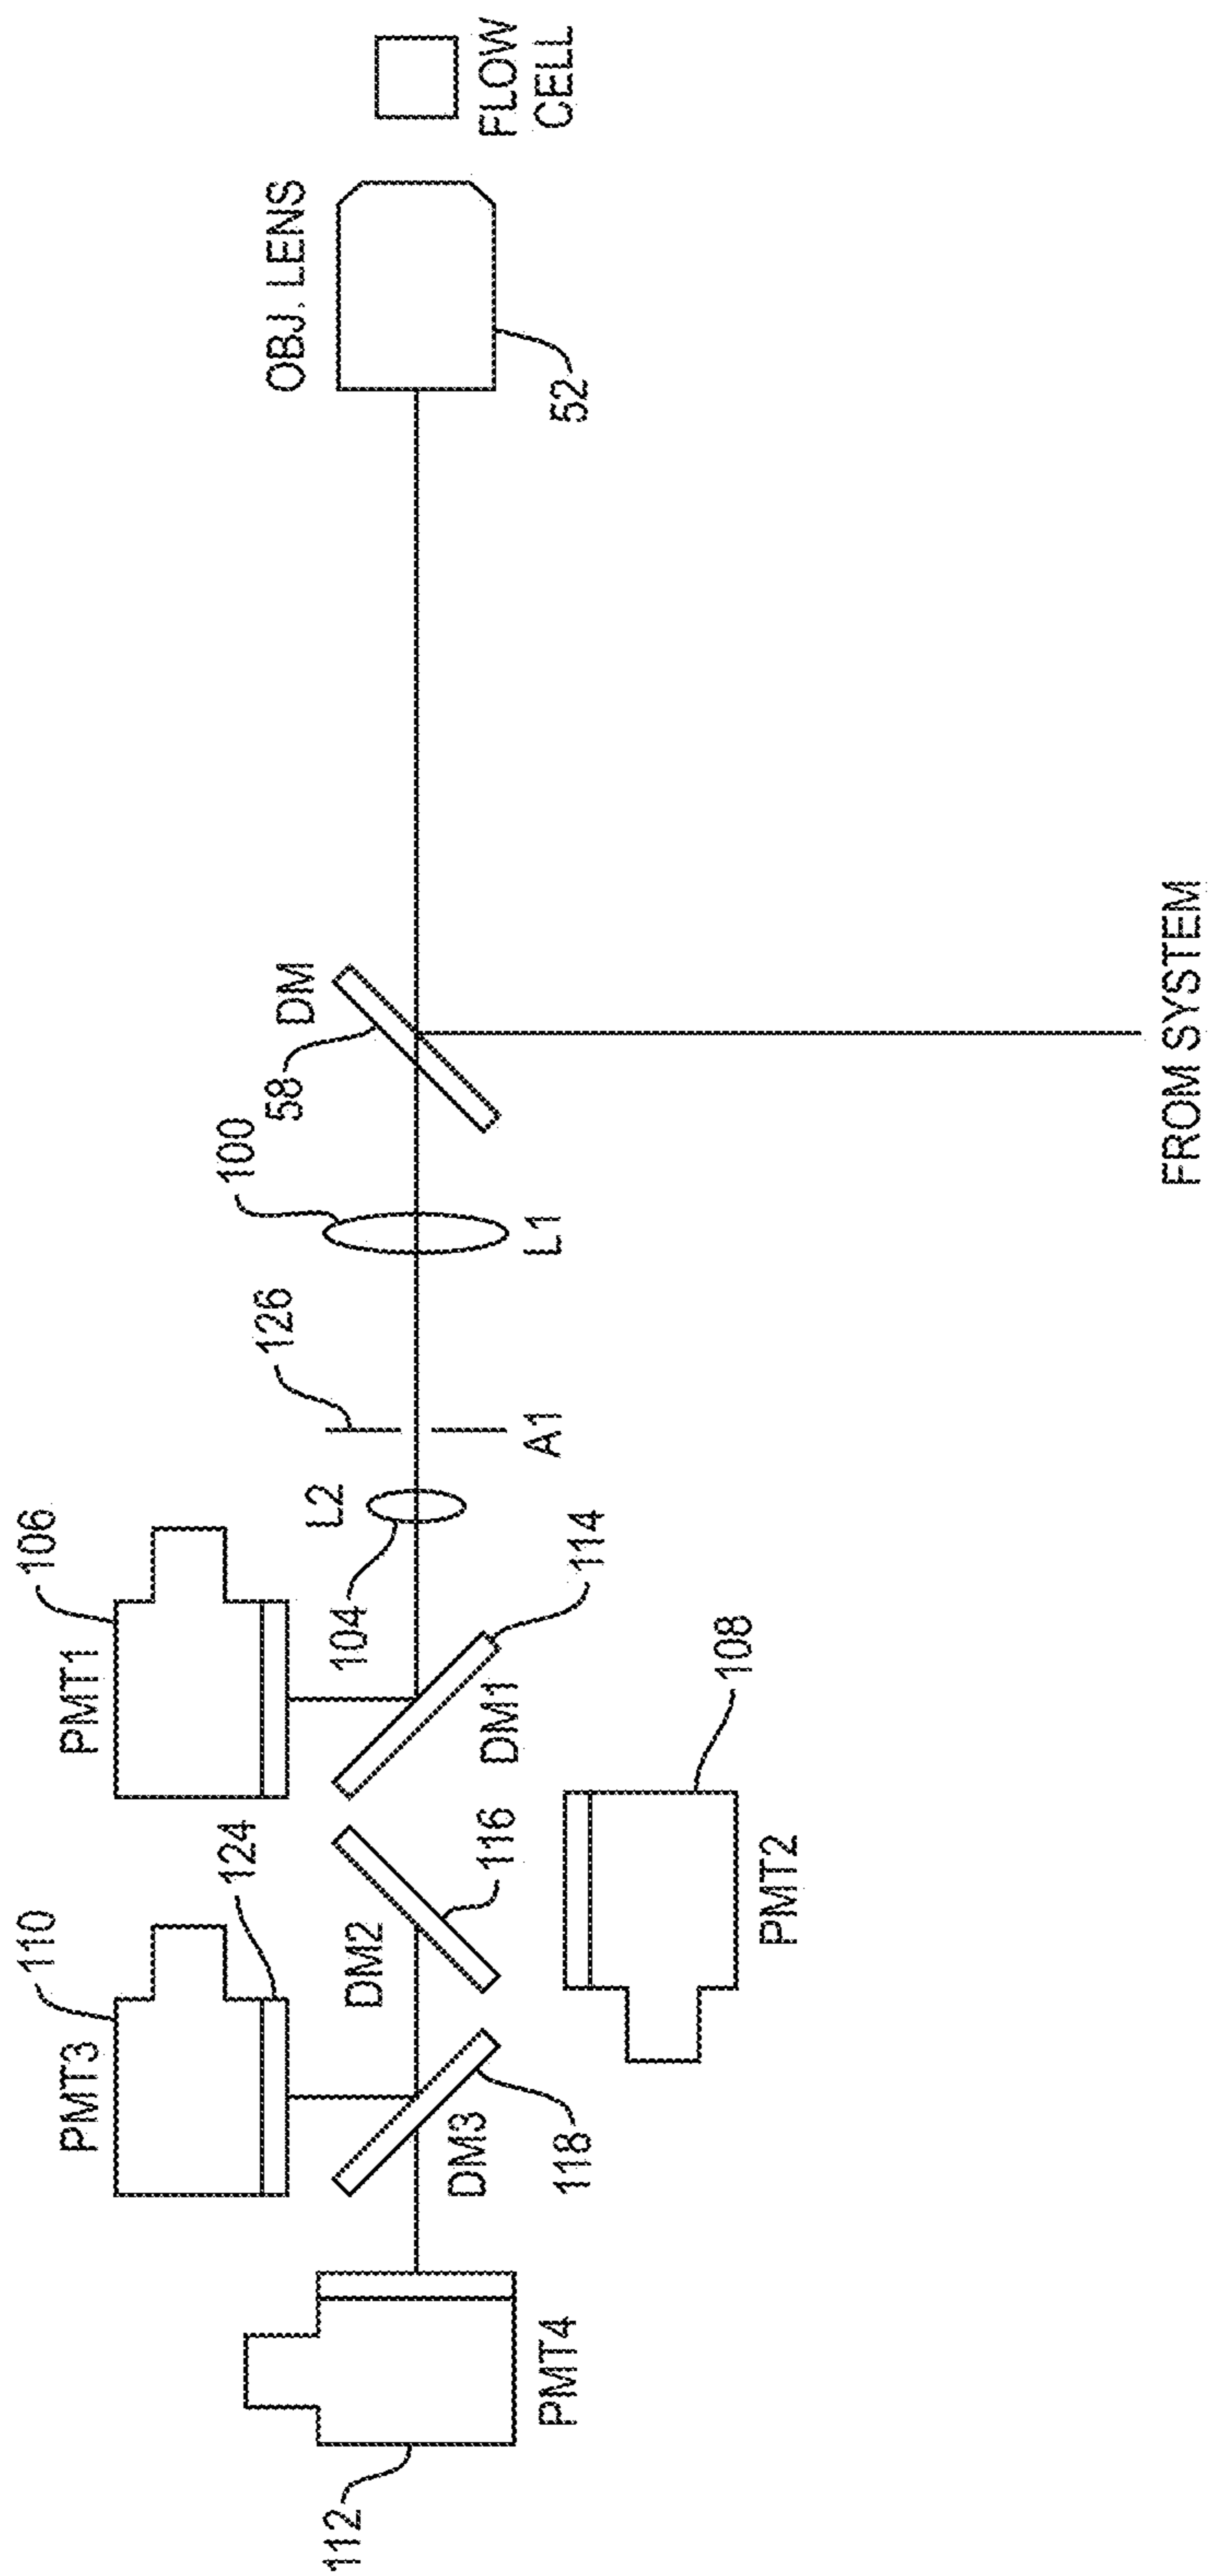 FLOW
CELL
OBJ. LENS
52
DM
58
FROM SYSTEM
100
L1
126
A1
L2
104
106
PMT1
114
DM1
108
PMT2
116
DM2
124
110
PMT3
118
DM3
PMT4
112